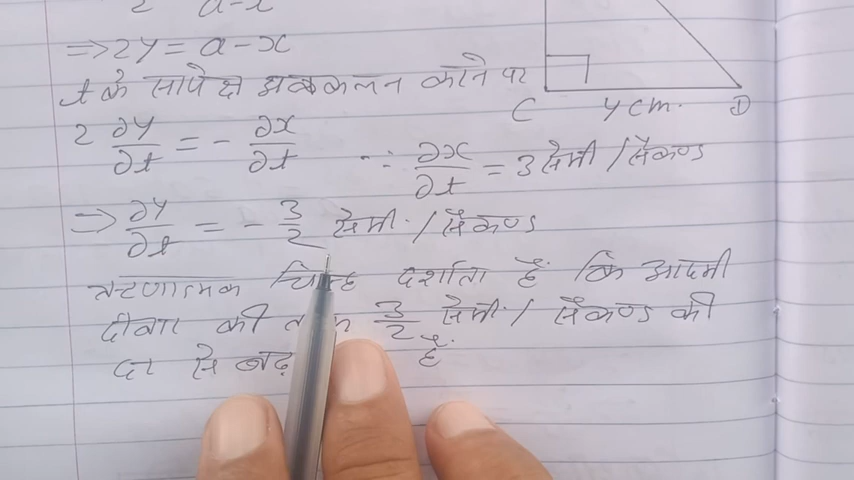 2 a-x
⇒ 2y = a - x
t के सापेक्ष अवकलन करने पर
C 4 cm. D
2 ∂y/∂t = - ∂x/∂t ∵ ∂x/∂t = 3 सेमी / सैकण्ड
⇒ ∂y/∂t = - 3/2 सेमी. / सैकण्ड
ऋणात्मक दर्शाता है कि आदमी
दीवार की 3/2 सेमी. / सैकण्ड की
दर से है.